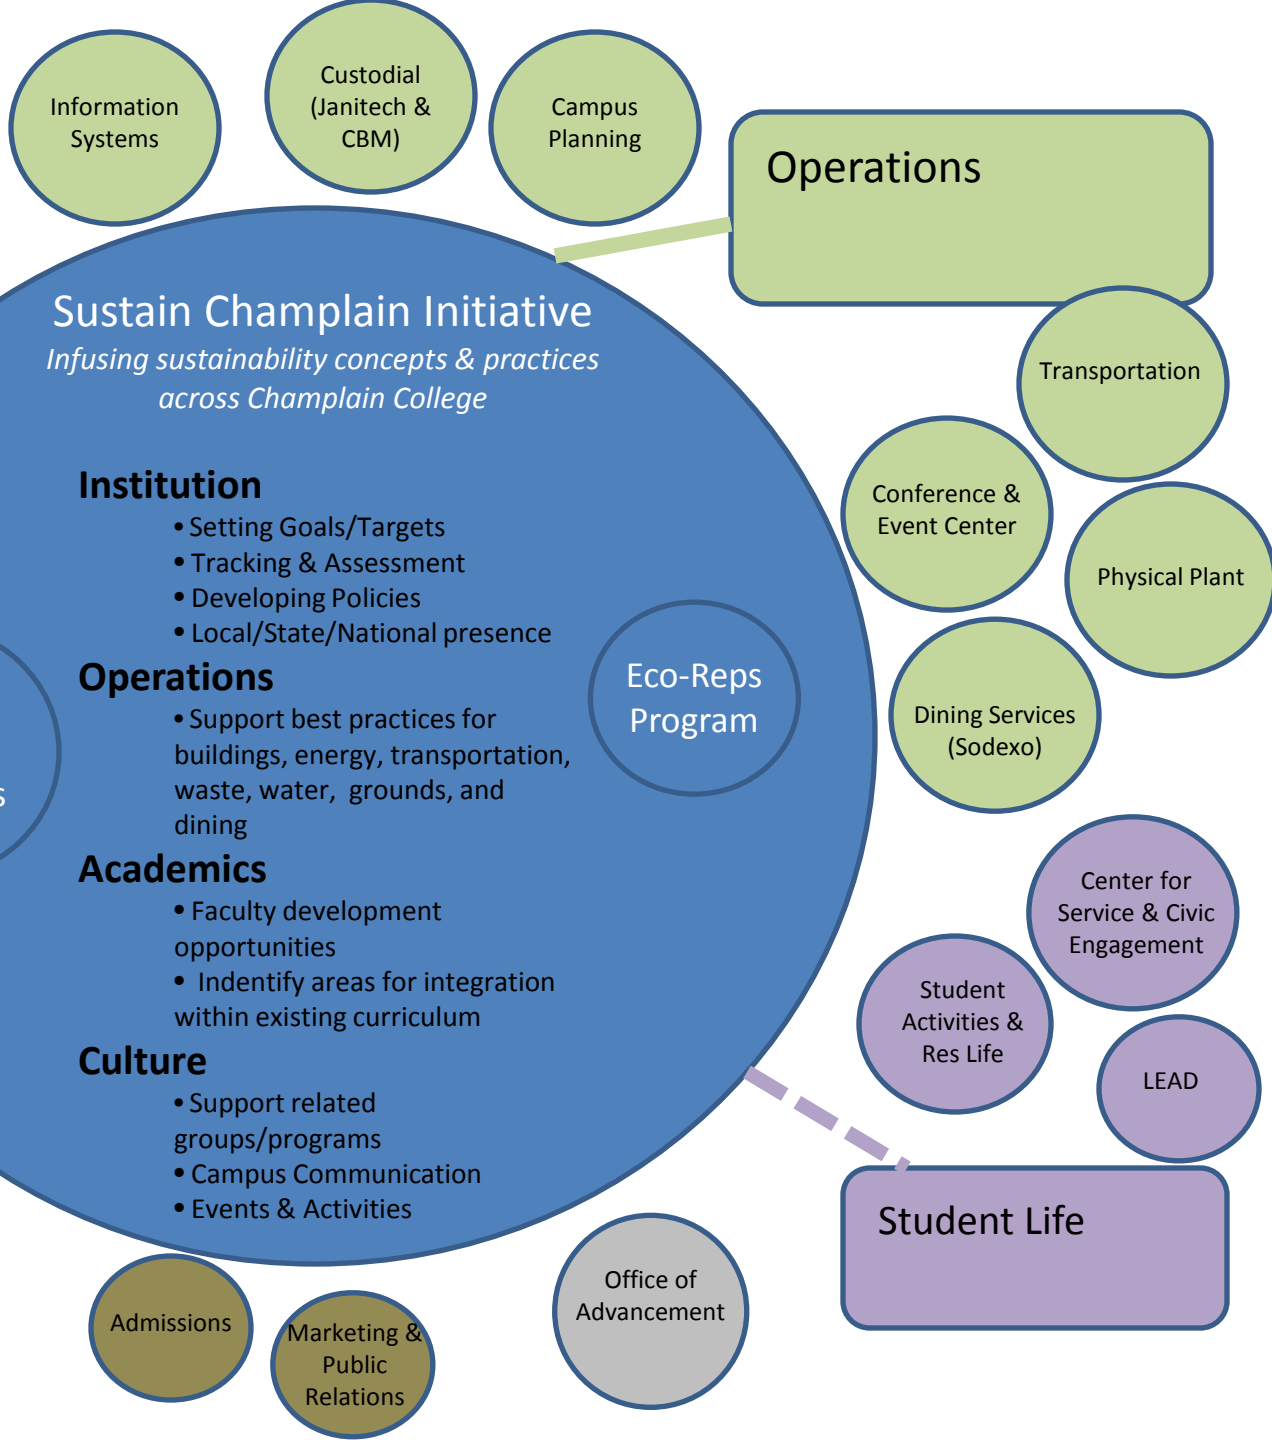 Information
Systems
Custodial
(Janitech &
CBM)
Campus
Planning
Operations
Sustain Champlain Initiative
Infusing sustainability concepts & practices
across Champlain College
Institution
• Setting Goals/Targets
• Tracking & Assessment
• Developing Policies
• Local/State/National presence
Operations
• Support best practices for
buildings, energy, transportation,
waste, water, grounds, and
dining
Academics
• Faculty development
opportunities
• Indentify areas for integration
within existing curriculum
Culture
• Support related
groups/programs
• Campus Communication
• Events & Activities
Eco-Reps
Program
Transportation
Conference &
Event Center
Physical Plant
Dining Services
(Sodexo)
Center for
Service & Civic
Engagement
Student
Activities &
Res Life
LEAD
Student Life
Office of
Advancement
Admissions
Marketing &
Public
Relations